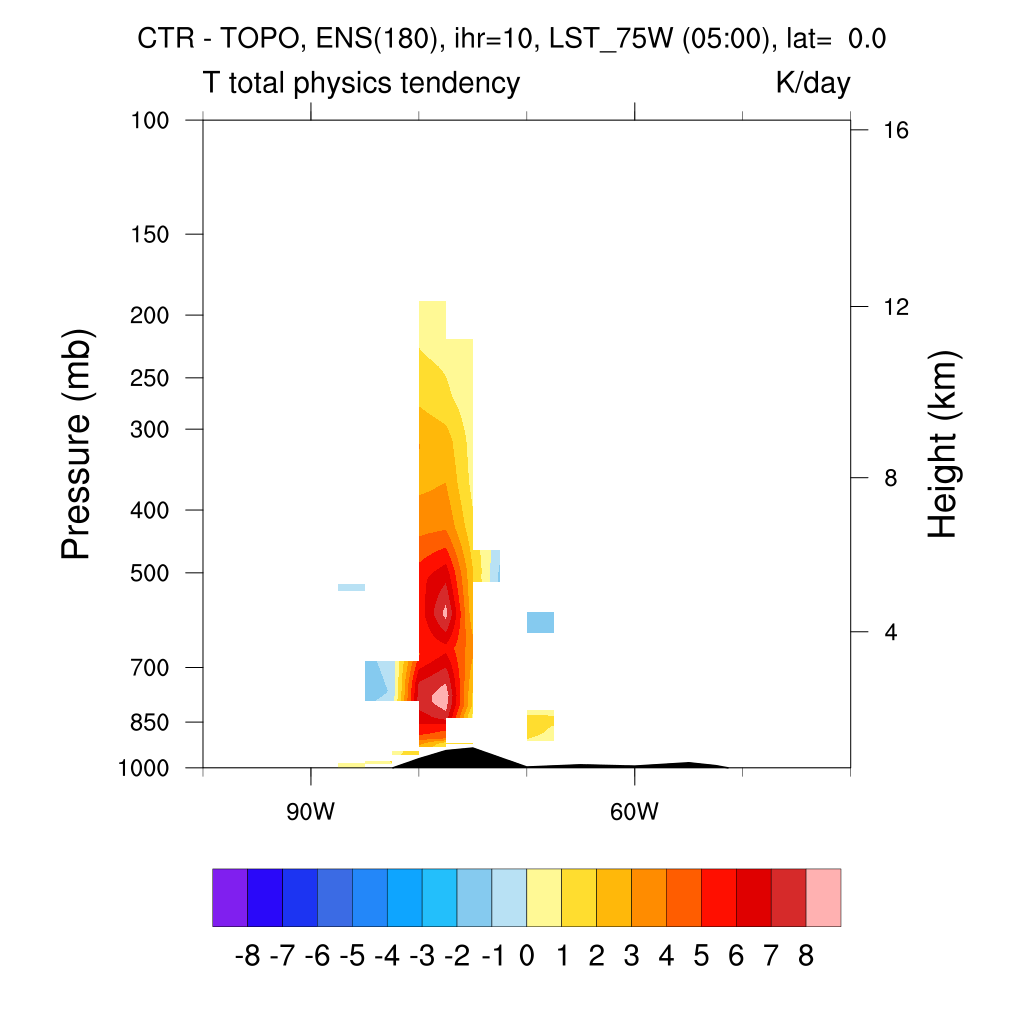 CTR - TOPO, ENS(180), ihr=10, LST_75W (05:00), lat=  0.0
T total physics tendency K/day
100
150
200
250
300
400
500
700
850
1000
Pressure (mb)
16
12
8
4
Height (km)
90W 60W
-8 -7 -6 -5 -4 -3 -2 -1 0 1 2 3 4 5 6 7 8